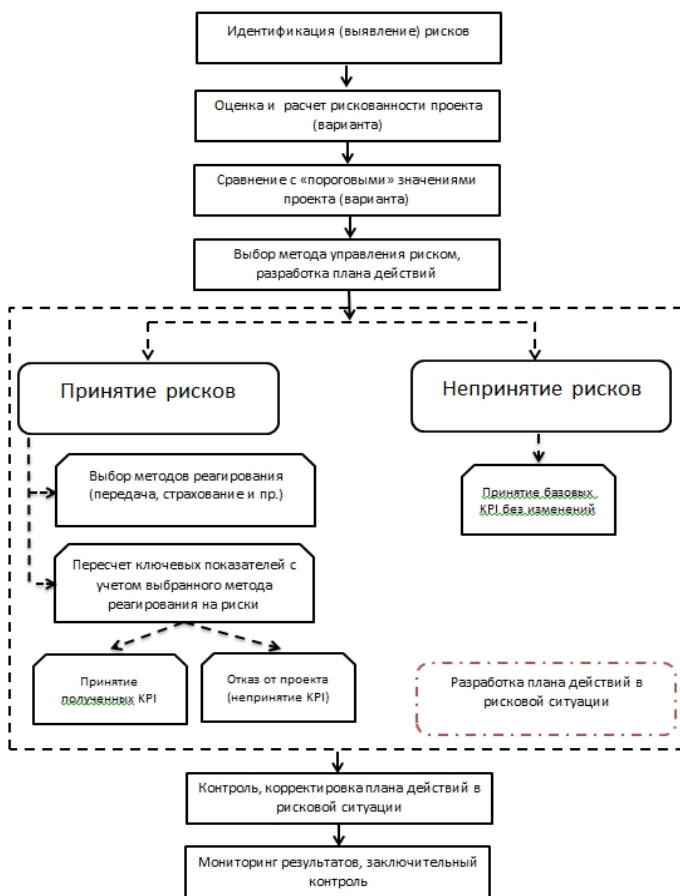 Идентификация (выявление) рисков
Оценка и расчет рискованности проекта
(варианта)
Сравнение с «пороговыми» значениями
проекта (варианта)
Выбор метода управления риском,
разработка плана действий
Принятие рисков
Непринятие рисков
Выбор методов реагирования
(передача, страхование и пр.)
Принятие базовых
KPI без изменений
Пересчет ключевых показателей с
учетом выбранного метода
реагирования на риски
Принятие
полученных KPI
Отказ от проекта
(непринятие KPI)
Разработка плана действий в
рисковой ситуации
Контроль, корректировка плана действий в
рисковой ситуации
Мониторинг результатов, заключительный
контроль